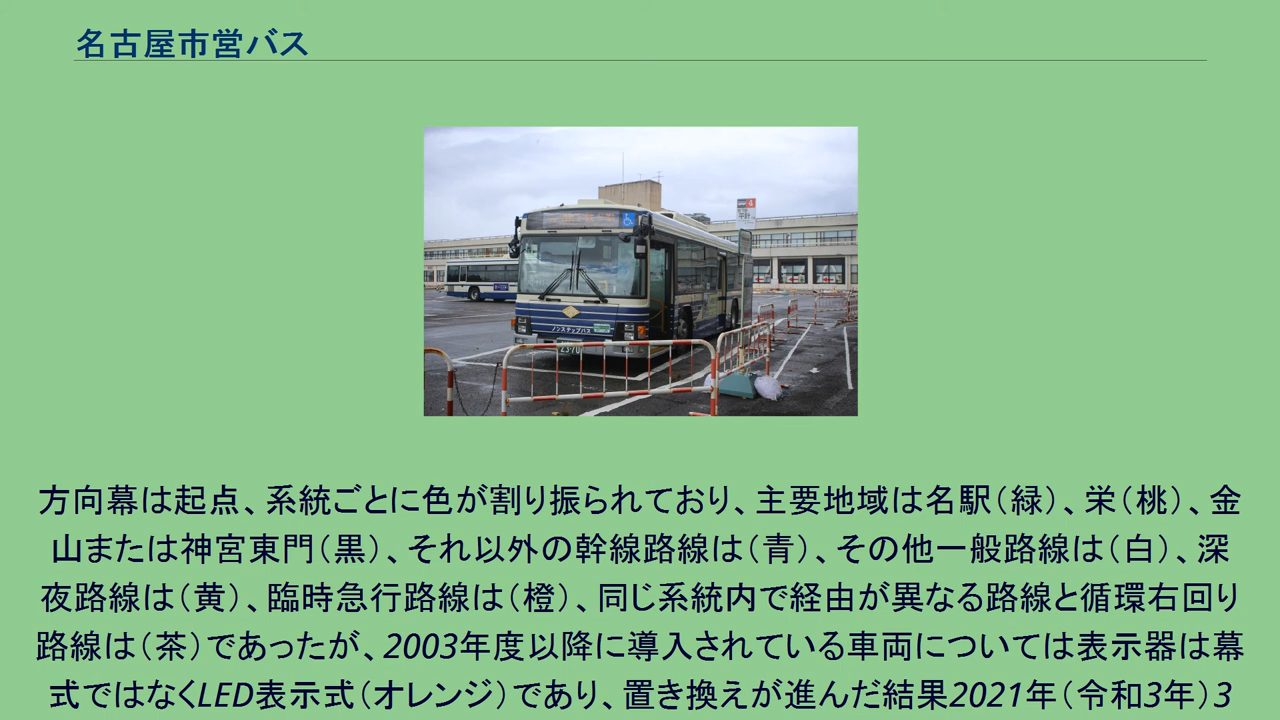 名古屋市営バス
4
ノンステップバス
方向幕は起点、系統ごとに色が割り振られており、主要地域は名駅（緑）、栄（桃）、金
山または神宮東門（黒）、それ以外の幹線路線は（青）、その他一般路線は（白）、深
夜路線は（黄）、臨時急行路線は（橙）、同じ系統内で経由が異なる路線と循環右回り
路線は（茶）であったが、2003年度以降に導入されている車両については表示器は幕
式ではなくLED表示式（オレンジ）であり、置き換えが進んだ結果2021年（令和3年）3